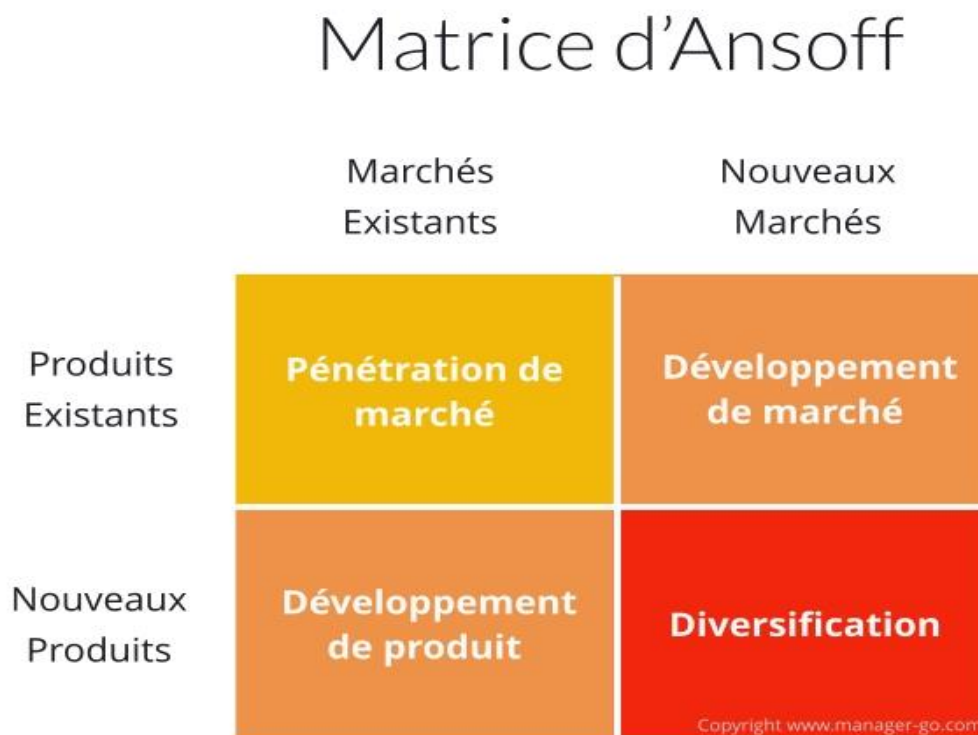 Matrice d'Ansoff
Marchés
Existants
Nouveaux
Marchés
Produits
Existants
Pénétration de
marché
Développement
de marché
Nouveaux
Produits
Développement
de produit
Diversification
Copyright www.manager-go.com